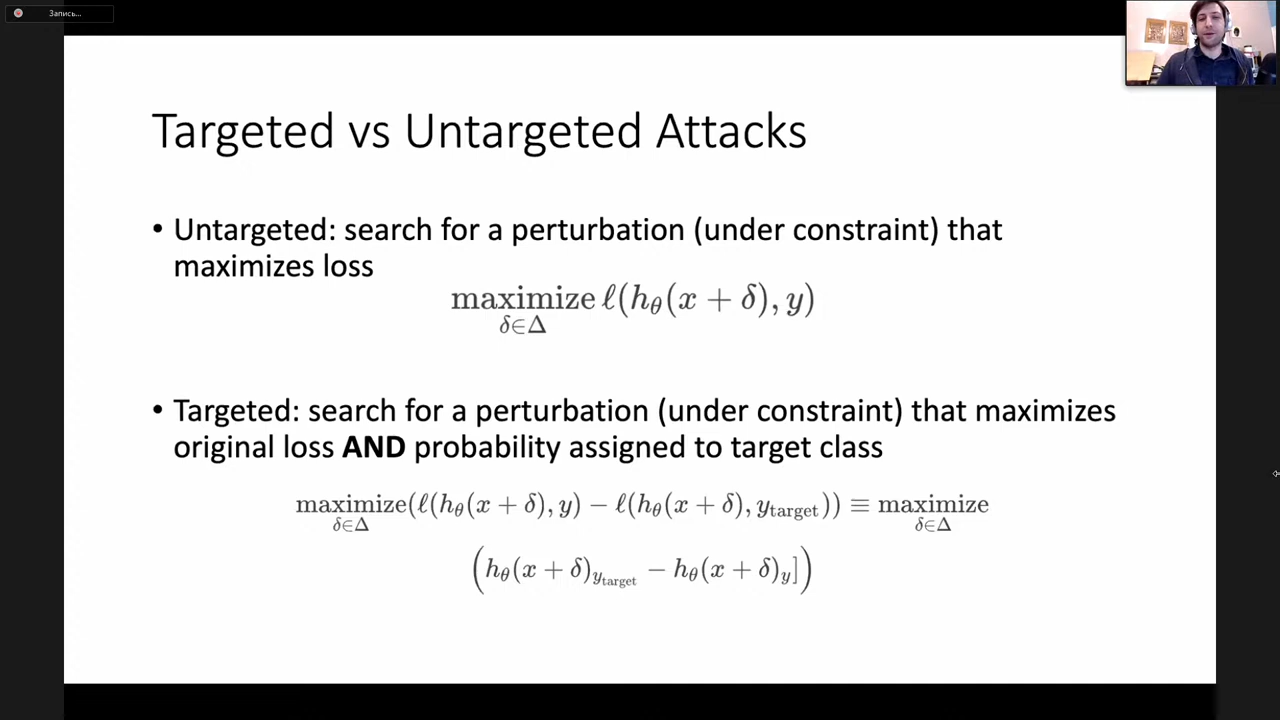 Запись...
Targeted vs Untargeted Attacks
• Untargeted: search for a perturbation (under constraint) that
maximizes loss
maximize ℓ(h_θ(x + δ), y)
δ∈Δ
• Targeted: search for a perturbation (under constraint) that maximizes
original loss AND probability assigned to target class
maximize(ℓ(h_θ(x + δ), y) − ℓ(h_θ(x + δ), y_target)) ≡ maximize
δ∈Δ δ∈Δ
(h_θ(x + δ)_{y_target} − h_θ(x + δ)_y])